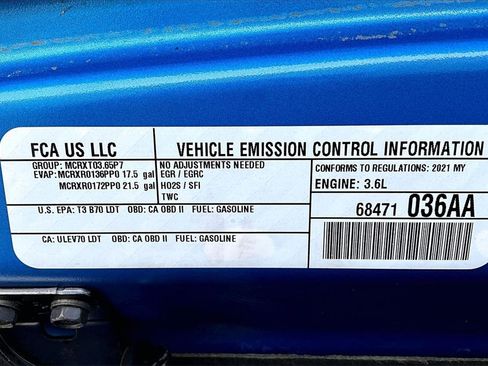 FCA US LLC
VEHICLE EMISSION CONTROL INFORMATION
GROUP: MCRXT03.65P7
EVAP: MCRXR0136PP0 17.5 gal
MCRXR0172PP0 21.5 gal
NO ADJUSTMENTS NEEDED
EGR / EGRC
HO2S / SFI
TWC
CONFORMS TO REGULATIONS: 2021 MY
ENGINE: 3.6L
U.S. EPA: T3 B70 LDT OBD: CA OBD II FUEL: GASOLINE
68471 036AA
CA: ULEV70 LDT OBD: CA OBD II FUEL: GASOLINE